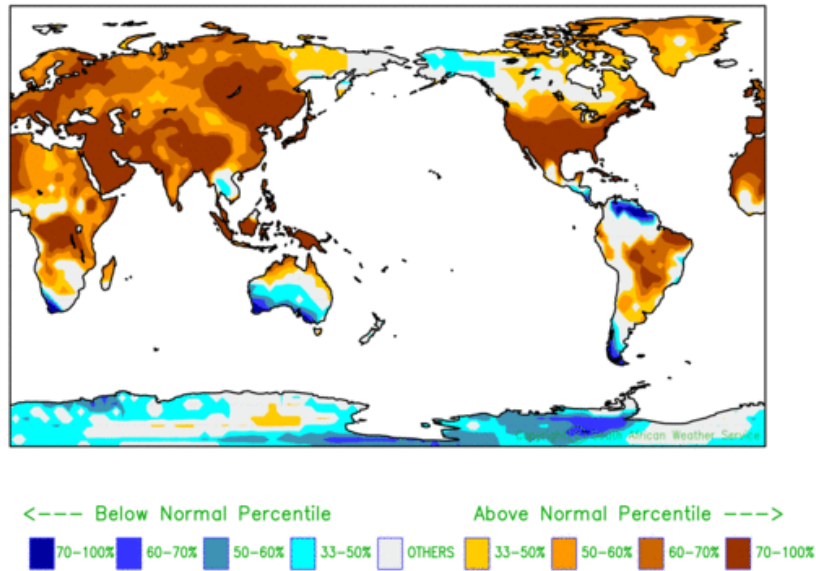 South African Weather Service
<--- Below Normal Percentile
Above Normal Percentile --->
70-100% 60-70% 50-60% 33-50% OTHERS 33-50% 50-60% 60-70% 70-100%